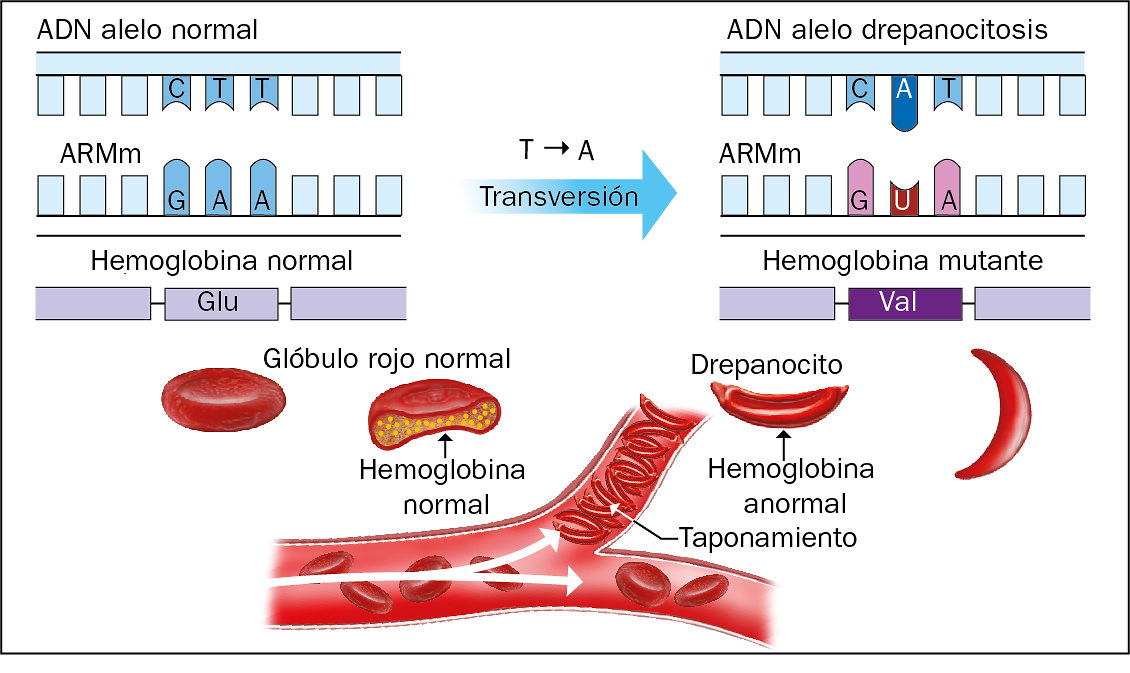 ADN alelo normal
C T T
ARMm
G A A
Hemoglobina normal
Glu
T → A
Transversión
ADN alelo drepanocitosis
C A T
ARMm
G U A
Hemoglobina mutante
Val
Glóbulo rojo normal
Hemoglobina
normal
Drepanocito
Hemoglobina
anormal
Taponamiento